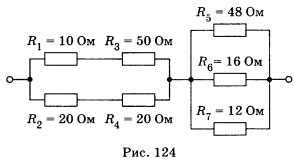 R₅ = 48 Ом
R₁ = 10 Ом R₃ = 50 Ом
R₆ = 16 Ом
R₂ = 20 Ом R₄ = 20 Ом
R₇ = 12 Ом
Рис. 124